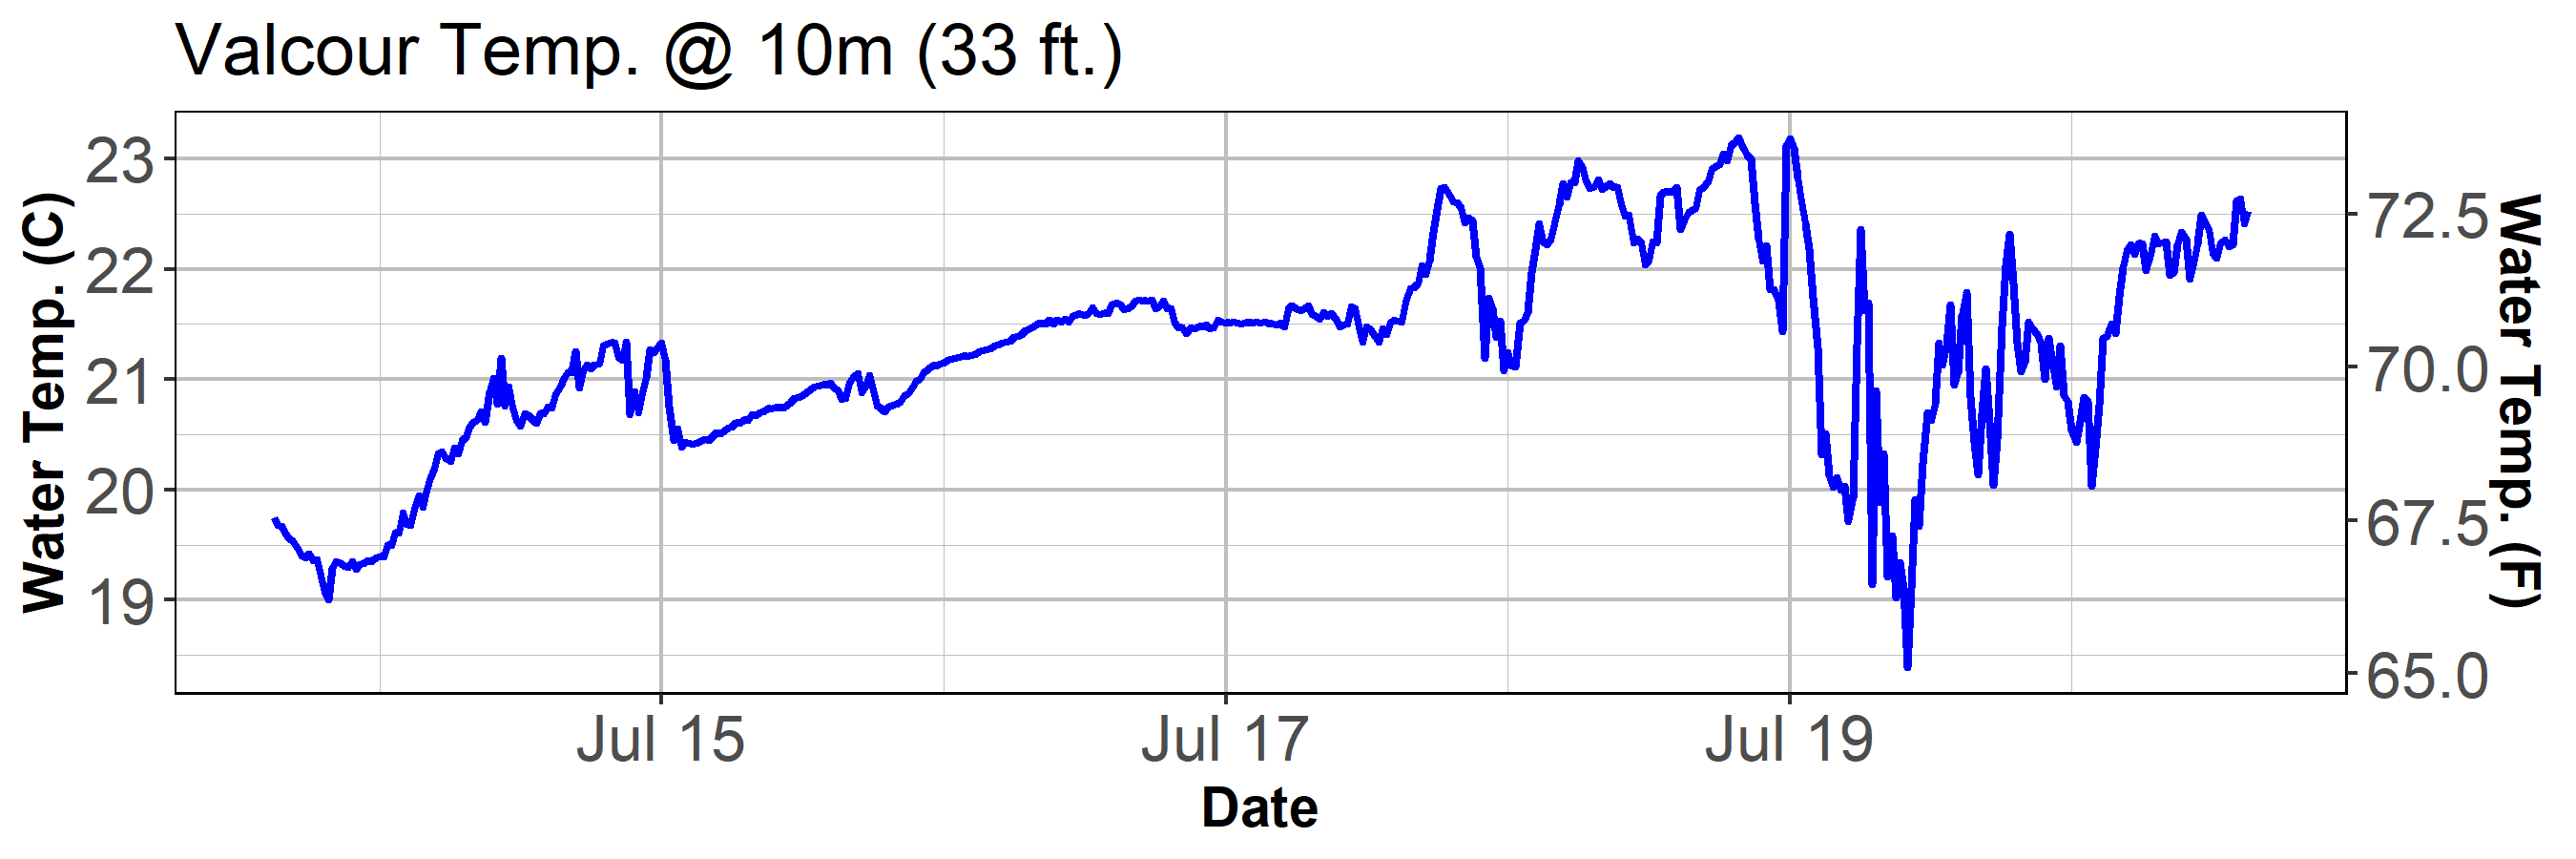 Valcour Temp. @ 10m (33 ft.)
Water Temp. (C)
23
22
21
20
19
72.5
70.0
67.5
65.0
Water Temp. (F)
Jul 15
Jul 17
Jul 19
Date